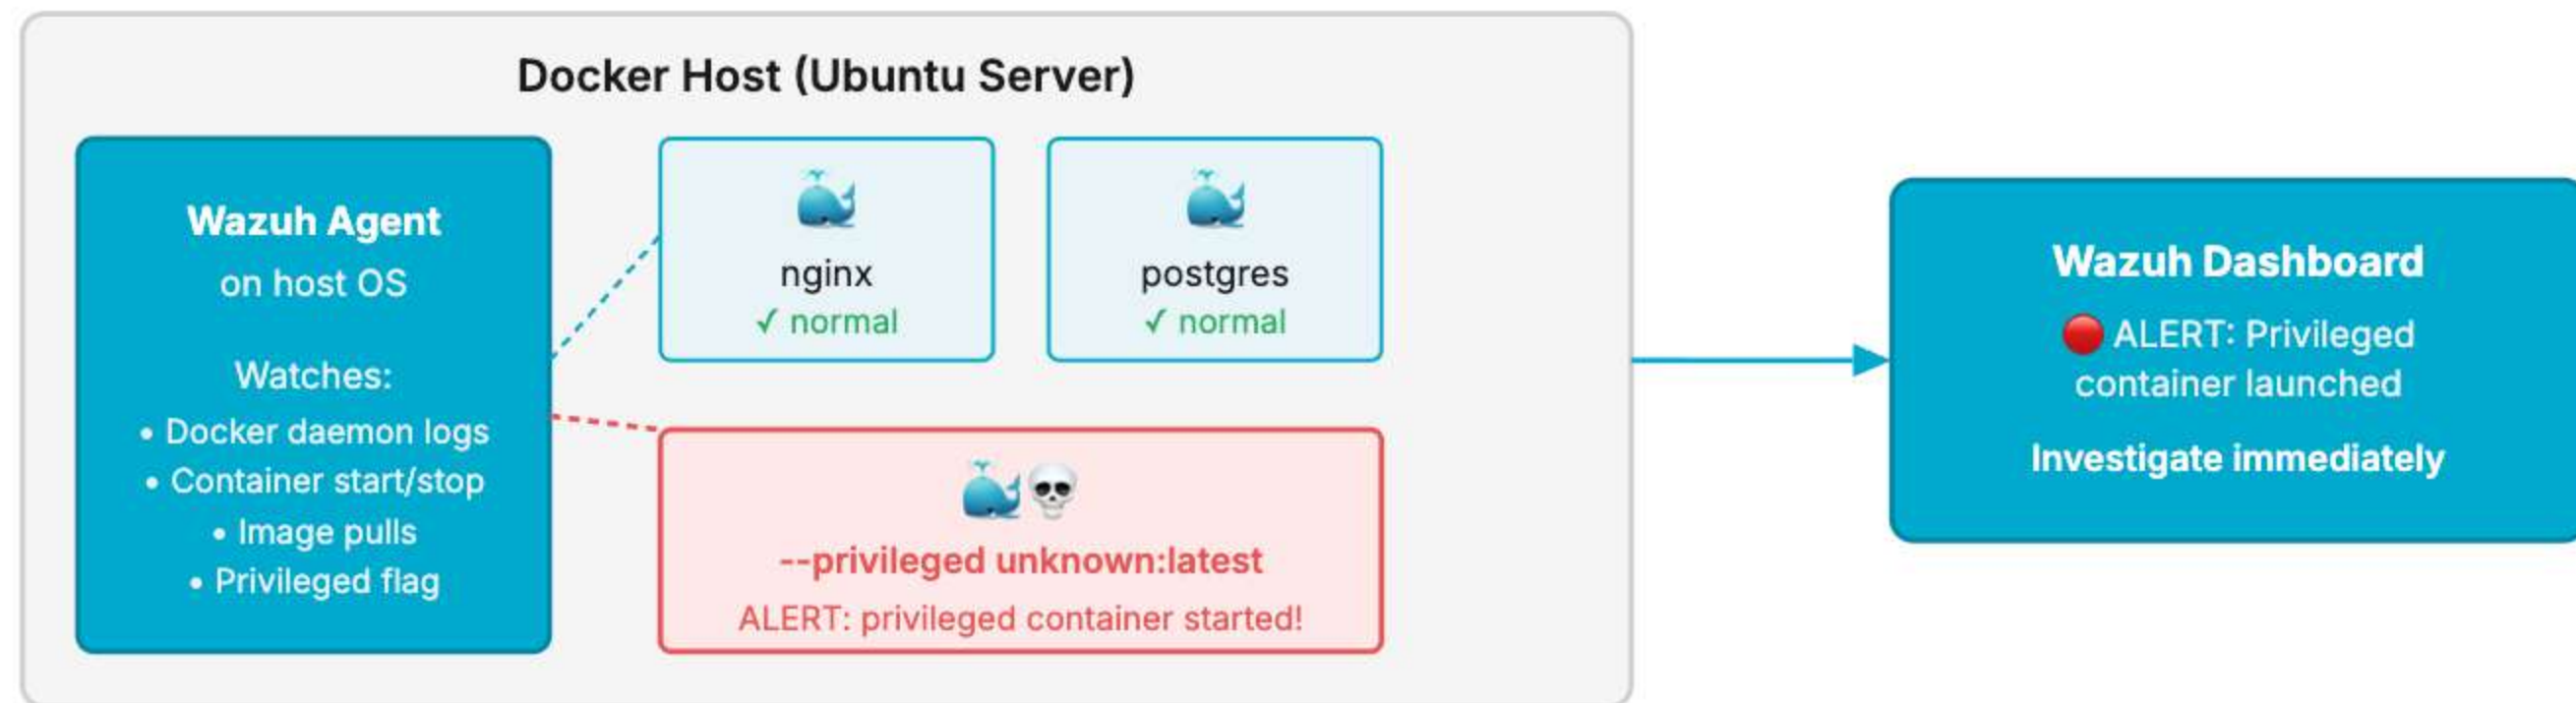 Docker Host (Ubuntu Server)
Wazuh Agent
on host OS
Watches:
• Docker daemon logs
• Container start/stop
• Image pulls
• Privileged flag
nginx
✓ normal
postgres
✓ normal
--privileged unknown:latest
ALERT: privileged container started!
Wazuh Dashboard
🔴 ALERT: Privileged
container launched
Investigate immediately